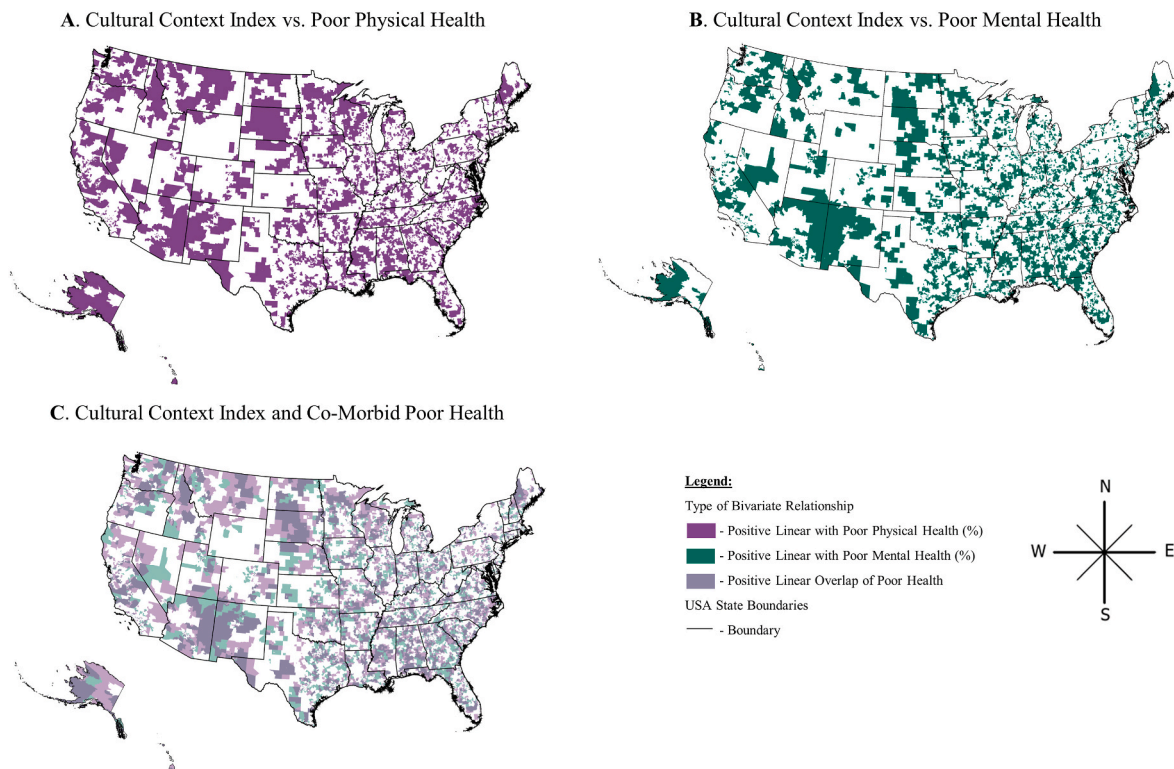 A. Cultural Context Index vs. Poor Physical Health
B. Cultural Context Index vs. Poor Mental Health
C. Cultural Context Index and Co-Morbid Poor Health
Legend:
Type of Bivariate Relationship
- Positive Linear with Poor Physical Health (%)
- Positive Linear with Poor Mental Health (%)
- Positive Linear Overlap of Poor Health
USA State Boundaries
- Boundary
N
W E
S